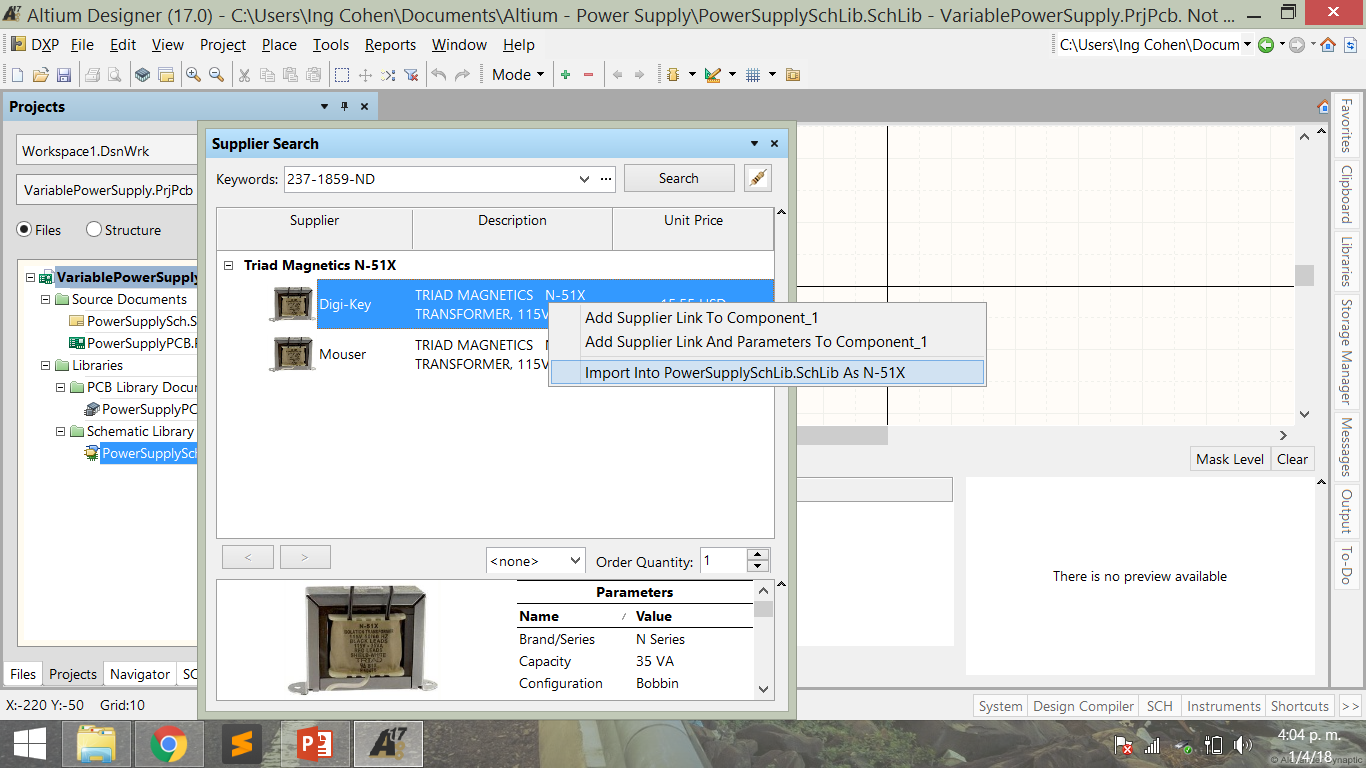 Altium Designer (17.0) - C:\Users\Ing Cohen\Documents\Altium - Power Supply\PowerSupplySchLib.SchLib - VariablePowerSupply.PrjPcb. Not ...
DXP File Edit View Project Place Tools Reports Window Help
C:\Users\Ing Cohen\Docum
Mode
Projects
Workspace1.DsnWrk
VariablePowerSupply.PrjPcb
Files Structure
VariablePowerSupply
Source Documents
PowerSupplySch.S
PowerSupplyPCB.P
Libraries
PCB Library Docu
PowerSupplyPC
Schematic Library
PowerSupplySch
Files Projects Navigator SC
X:-220 Y:-50 Grid:10
Supplier Search
Keywords: 237-1859-ND ... Search
Supplier Description Unit Price
Triad Magnetics N-51X
Digi-Key
TRIAD MAGNETICS N-51X
TRANSFORMER, 115V
Mouser
TRIAD MAGNETICS N
TRANSFORMER, 115V
Add Supplier Link To Component_1
Add Supplier Link And Parameters To Component_1
Import Into PowerSupplySchLib.SchLib As N-51X
< > <none> Order Quantity: 1
N-51X
Parameters
Name / Value
Brand/Series N Series
Capacity 35 VA
Configuration Bobbin
Mask Level Clear
There is no preview available
Favorites
Clipboard
Libraries
Storage Manager
Messages
Output
To-Do
System Design Compiler SCH Instruments Shortcuts >>
17
4:04 p. m.
1/4/18